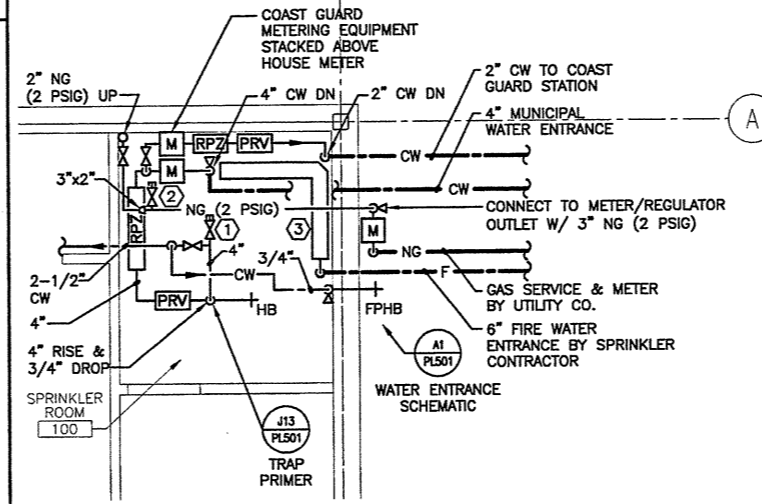 COAST GUARD
METERING EQUIPMENT
STACKED ABOVE
HOUSE METER
2" NG
(2 PSIG) UP
4" CW DN
2" CW DN
2" CW TO COAST
GUARD STATION
4" MUNICIPAL
WATER ENTRANCE
A
M
RPZ
PRV
CW
M
CW
3"x2"
2
NG (2 PSIG)
CONNECT TO METER/REGULATOR
OUTLET W/ 3" NG (2 PSIG)
RPZ
1
3
M
4"
NG
2-1/2"
CW
CW
3/4"
F
GAS SERVICE & METER
BY UTILITY CO.
4"
PRV
HB
FPHB
6" FIRE WATER
ENTRANCE BY SPRINKLER
CONTRACTOR
4" RISE &
3/4" DROP
A1
PL501
WATER ENTRANCE
SCHEMATIC
SPRINKLER
ROOM
100
J13
PL501
TRAP
PRIMER